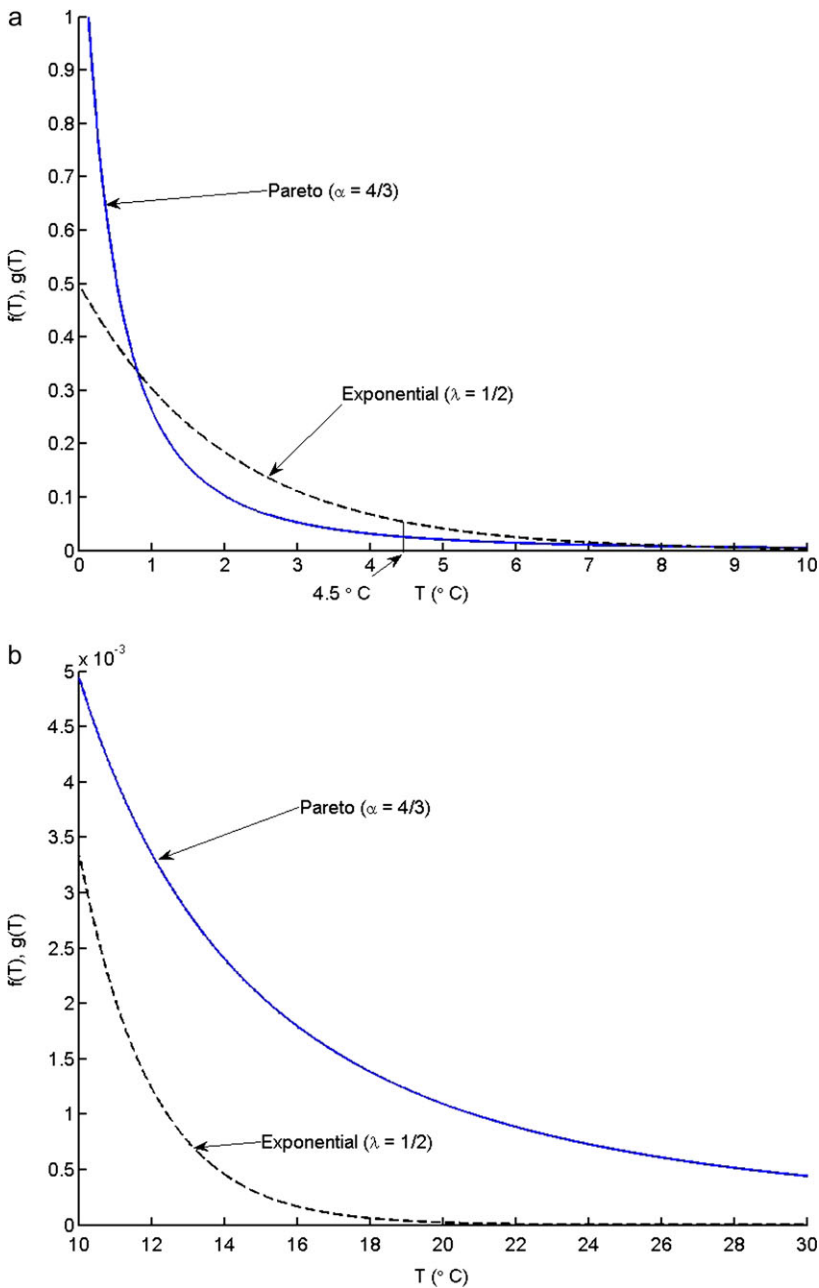 a
1
0.9
0.8
0.7
0.6
0.5
0.4
0.3
0.2
0.1
0
f(T), g(T)
Pareto (α = 4/3)
Exponential (λ = 1/2)
0 1 2 3 4 5 6 7 8 9 10
4.5 ° C T (° C)
b
x 10⁻³
5
4.5
4
3.5
3
2.5
2
1.5
1
0.5
0
f(T), g(T)
Pareto (α = 4/3)
Exponential (λ = 1/2)
10 12 14 16 18 20 22 24 26 28 30
T (° C)